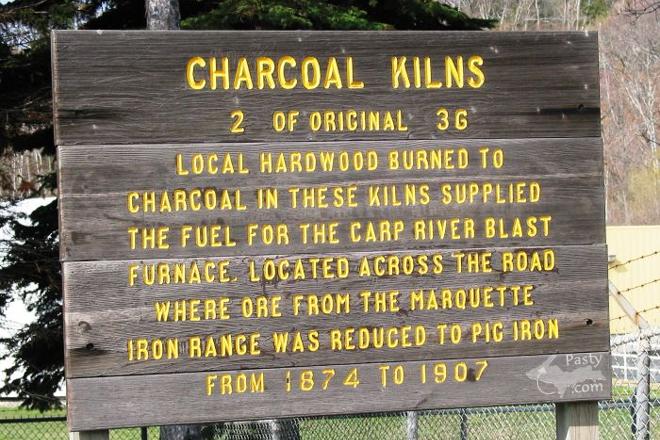 CHARCOAL KILNS
2 OF ORIGINAL 36
LOCAL HARDWOOD BURNED TO
CHARCOAL IN THESE KILNS SUPPLIED
THE FUEL FOR THE CARP RIVER BLAST
FURNACE. LOCATED ACROSS THE ROAD
WHERE ORE FROM THE MARQUETTE
IRON RANGE WAS REDUCED TO PIG IRON
FROM 1874 TO 1907
Pasty
.com